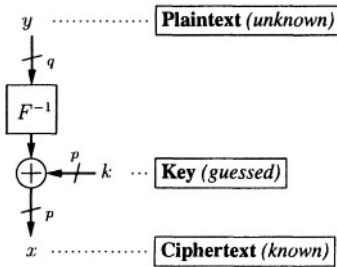 y Plaintext (unknown)
q
F⁻¹
p
k Key (guessed)
p
x Ciphertext (known)